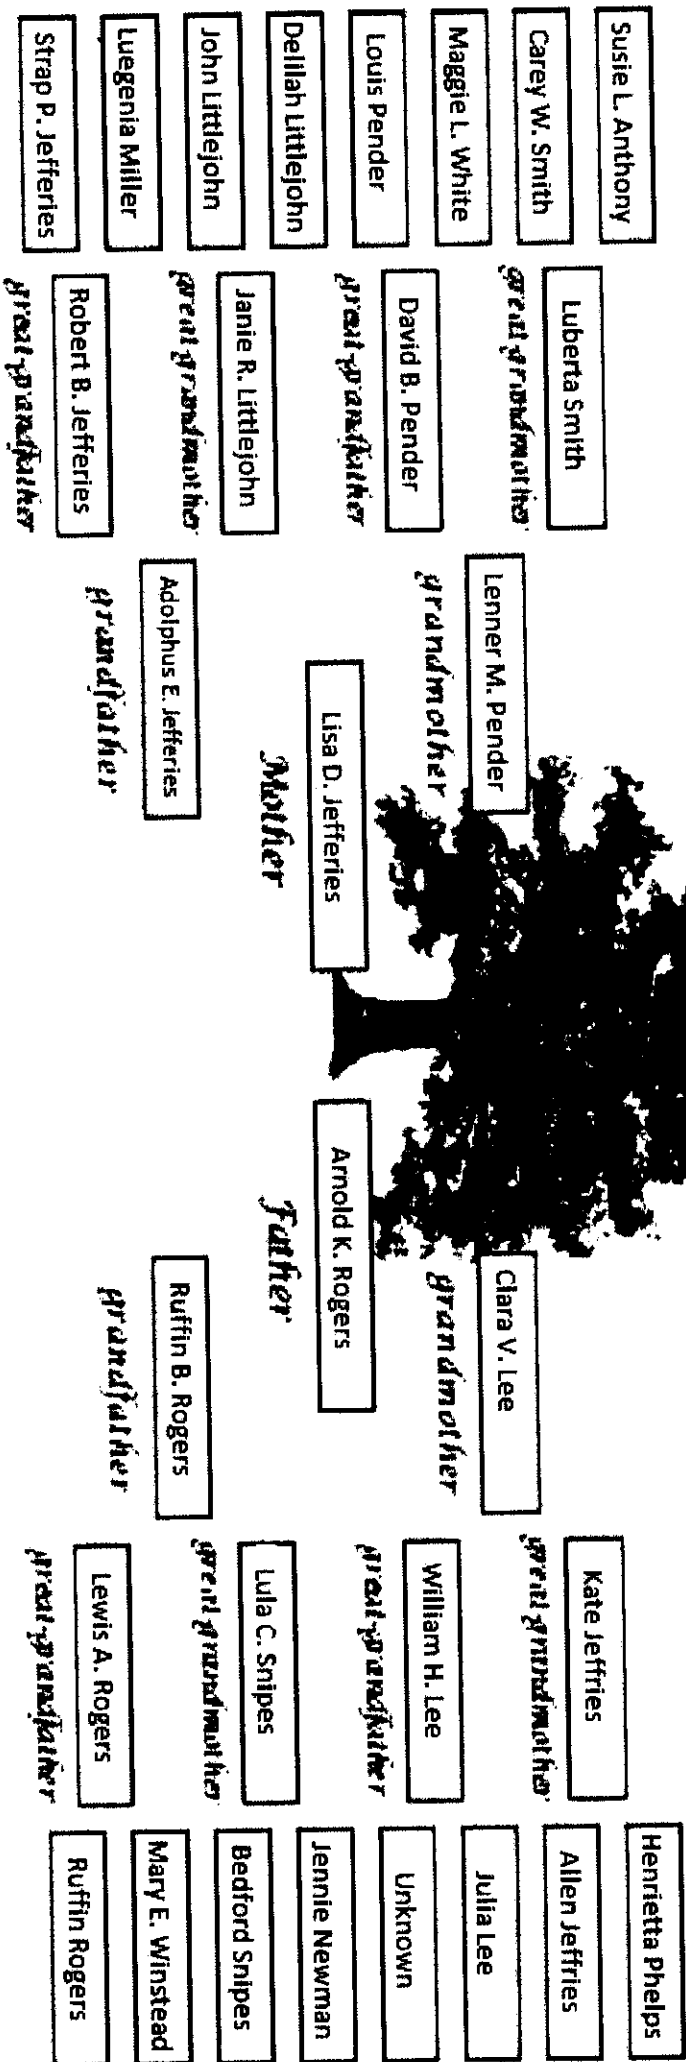 Susie L. Anthony
Carey W. Smith
Maggie L. White
Louis Pender
Delilah Littlejohn
John Littlejohn
Luegenia Miller
Strap P. Jefferies
Luberta Smith
great grandmother
David B. Pender
great grandfather
Janie R. Littlejohn
great grandmother
Robert B. Jefferies
great grandfather
Lenner M. Pender
grandmother
Adolphus E. Jefferies
grandfather
Lisa D. Jefferies
Mother
Arnold K. Rogers
Father
Clara V. Lee
grandmother
Ruffin B. Rogers
grandfather
Kate Jeffries
great grandmother
William H. Lee
great grandfather
Lula C. Snipes
great grandmother
Lewis A. Rogers
great grandfather
Henrietta Phelps
Allen Jeffries
Julia Lee
Unknown
Jennie Newman
Bedford Snipes
Mary E. Winstead
Ruffin Rogers